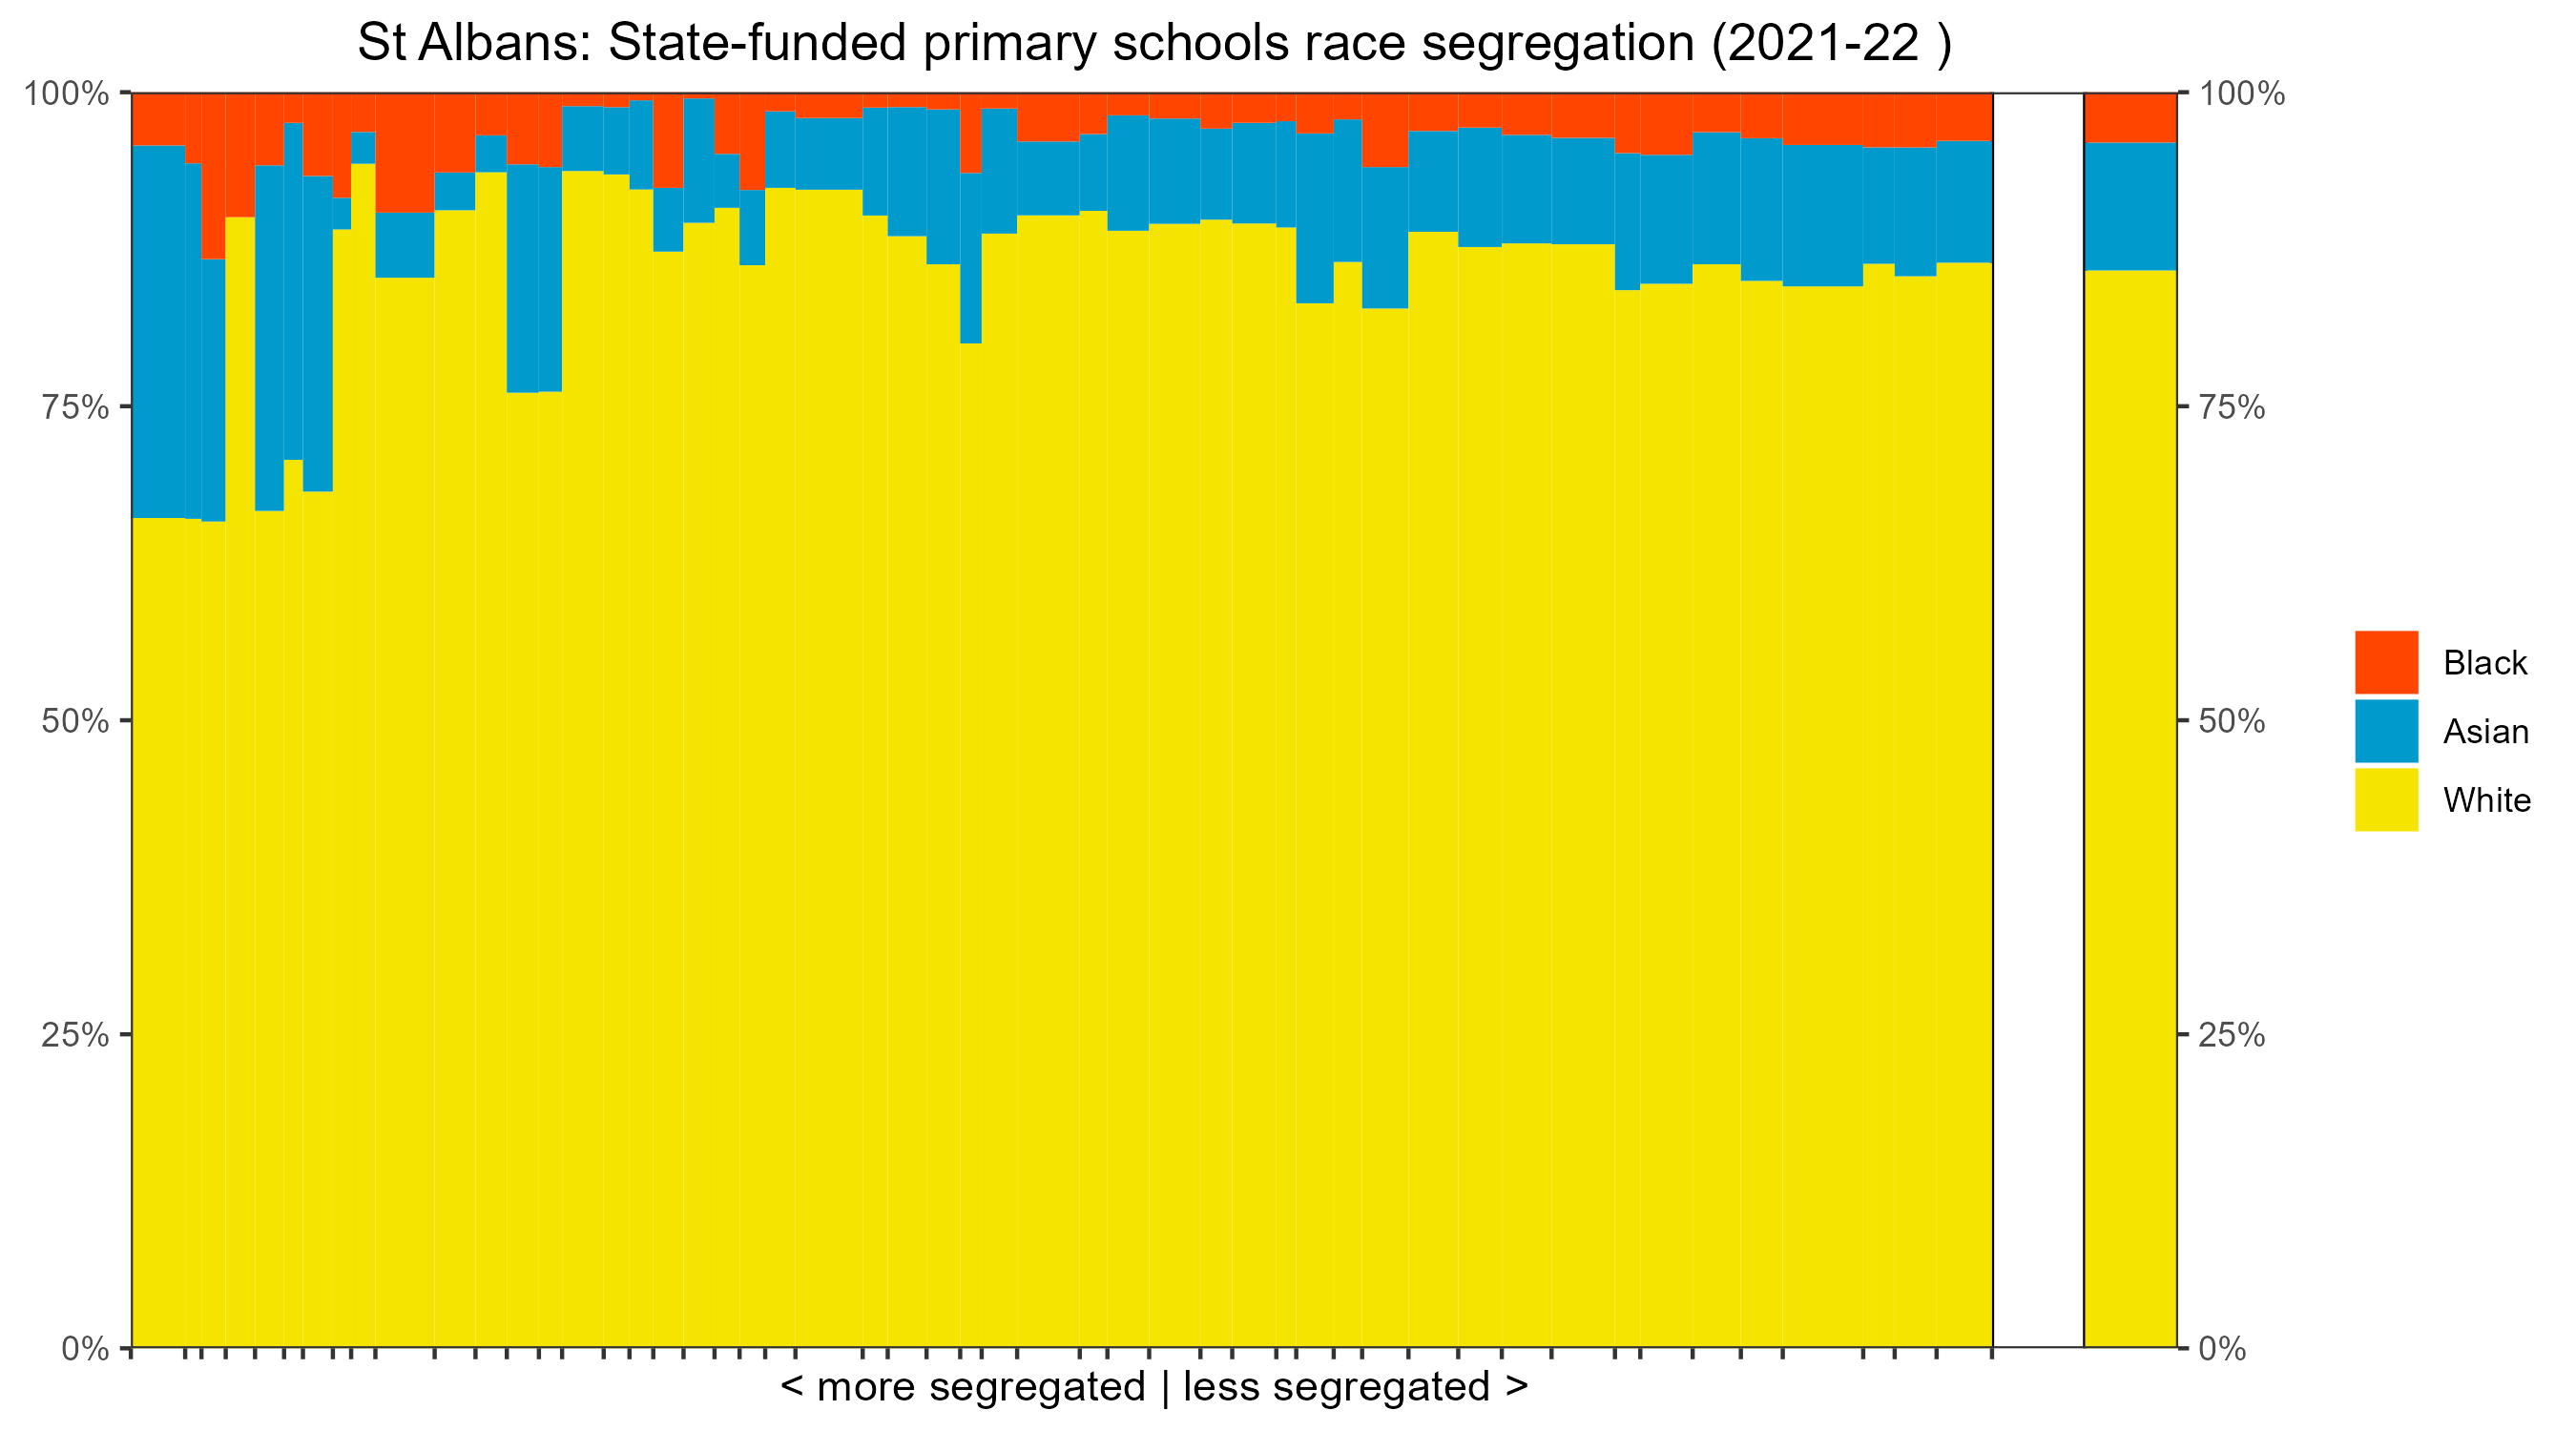 St Albans: State-funded primary schools race segregation (2021-22 )
100%
75%
50%
25%
0%
100%
75%
50%
25%
0%
Black
Asian
White
< more segregated | less segregated >